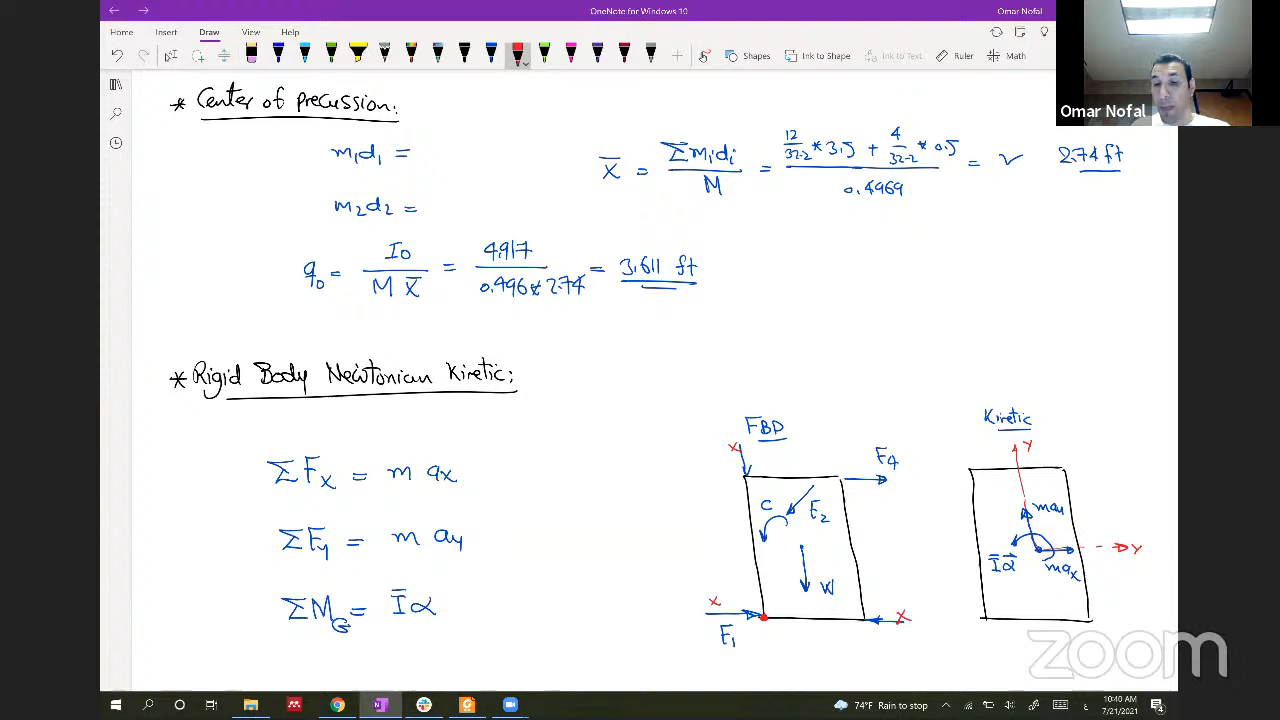 OneNote for Windows 10
Omar Nofal
Home Insert Draw View Help
Shapes Ink to Shape Ink to Text Ruler Math
Omar Nofal
* Center of precussion:
m₁d₁ =
m₂d₂ =
x̄ = Σmᵢdᵢ / M = (12/32.2 * 3.5 + 4/32.2 * 0.5) / 0.4969 = ✓ 2.74 ft
q₀ = I₀ / (M x̄) = 4.917 / (0.496 * 2.74) = 3.611 ft
* Rigid Body Newtonian Kinetic:
ΣFx = m ax
ΣFy = m ay
ΣM_G = Īα
FBD
x
F4
C
F2
W
x
F1
x
Kinetic
Y
may
Īα
max
Y
zoom
74°F Rain to stop
10:40 AM
7/21/2021
4